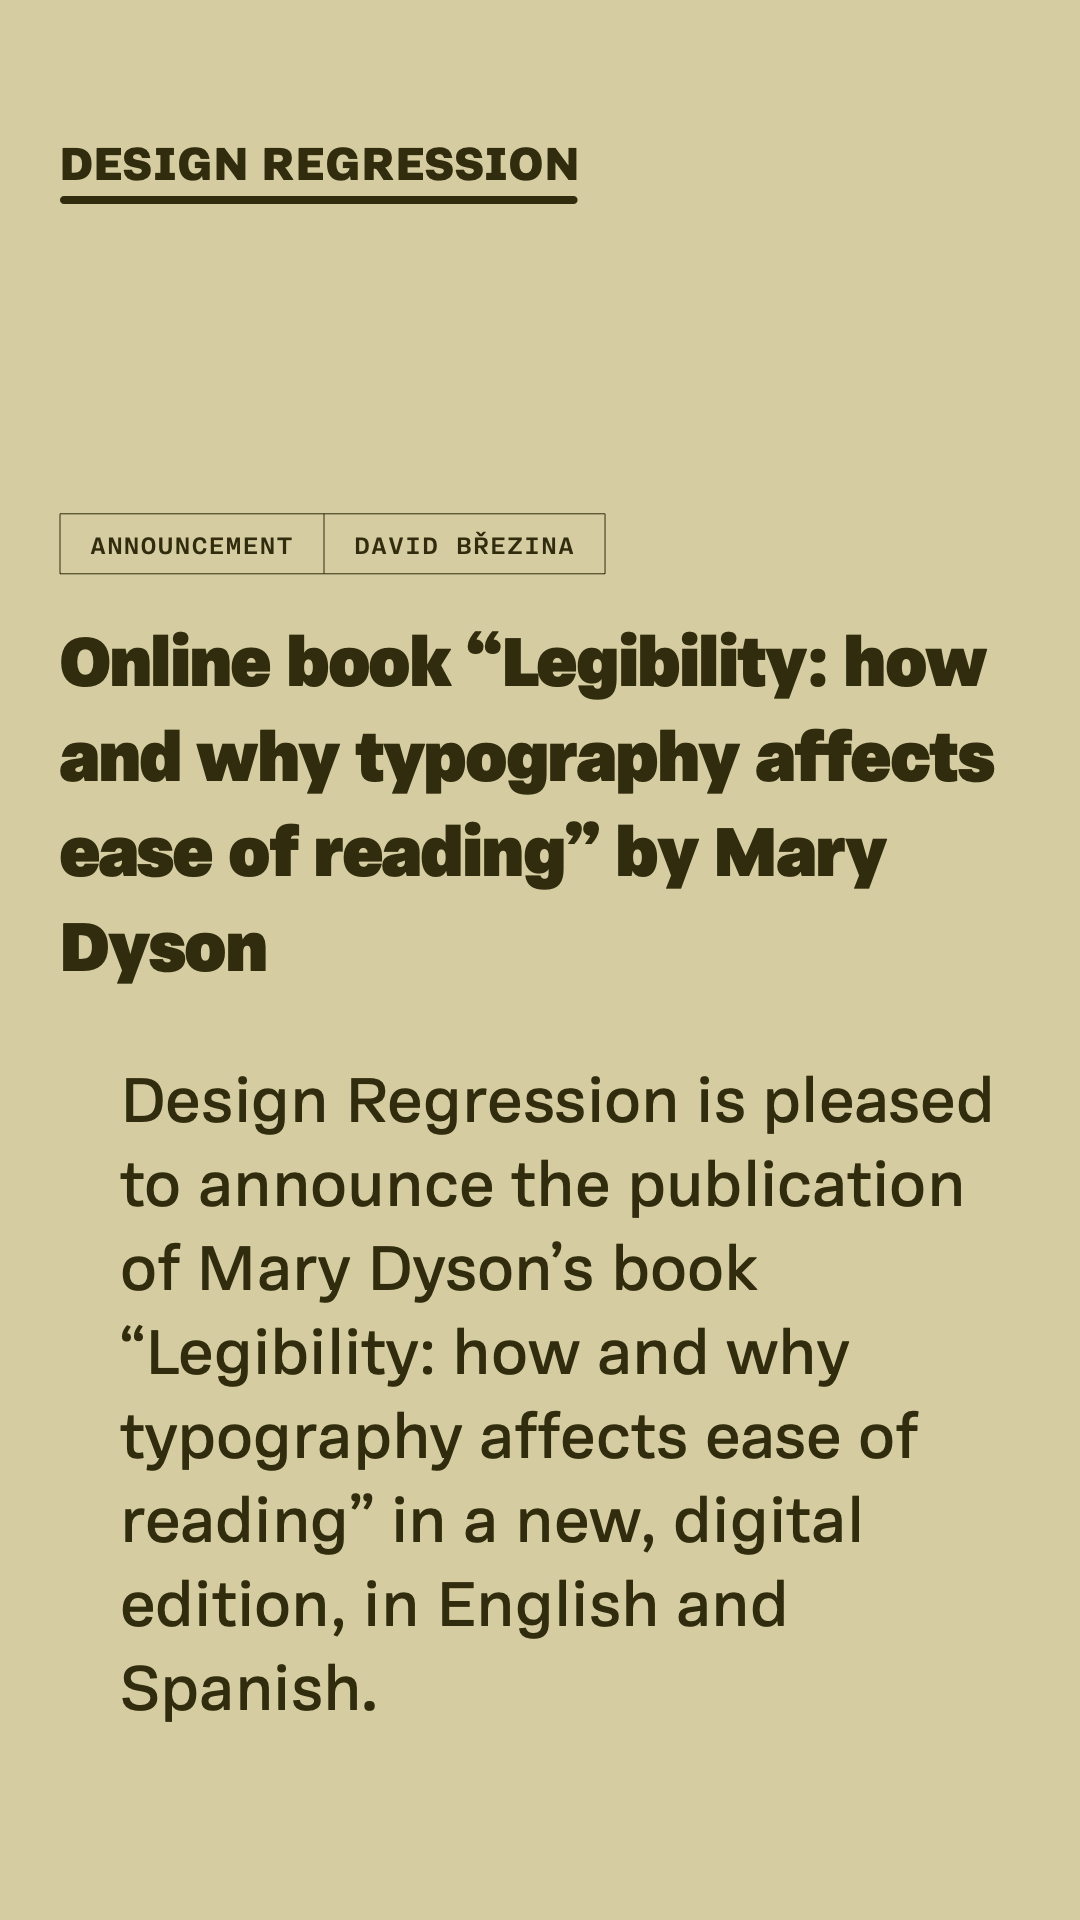 DESIGN REGRESSION
ANNOUNCEMENT DAVID BŘEZINA
Online book “Legibility: how
and why typography affects
ease of reading” by Mary
Dyson
Design Regression is pleased
to announce the publication
of Mary Dyson’s book
“Legibility: how and why
typography affects ease of
reading” in a new, digital
edition, in English and
Spanish.